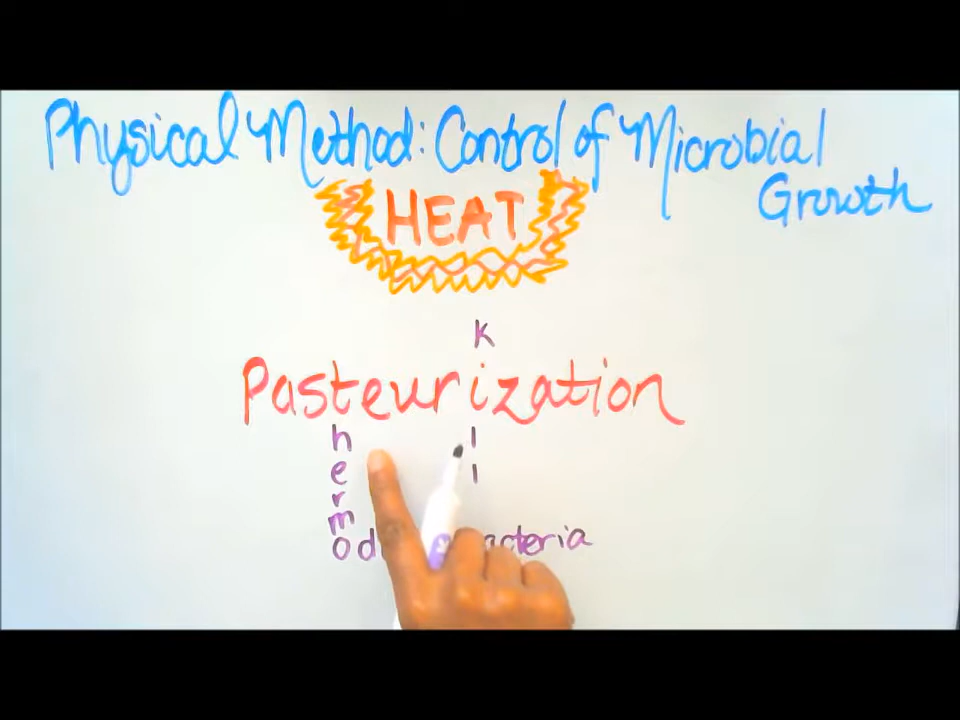 Physical Method: Control of Microbial
Growth
HEAT
k
Pasteurization
h
e
r
m
o
l
l